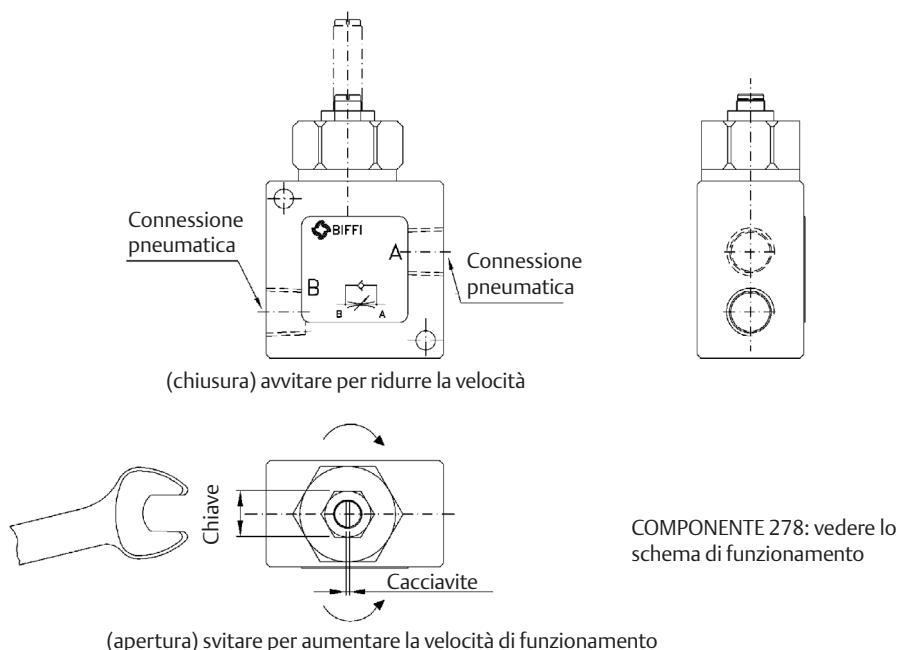 BIFFI
Connessione
pneumatica
A
Connessione
pneumatica
B
B A
(chiusura) avvitare per ridurre la velocità
Chiave
Cacciavite
COMPONENTE 278: vedere lo
schema di funzionamento
(apertura) svitare per aumentare la velocità di funzionamento